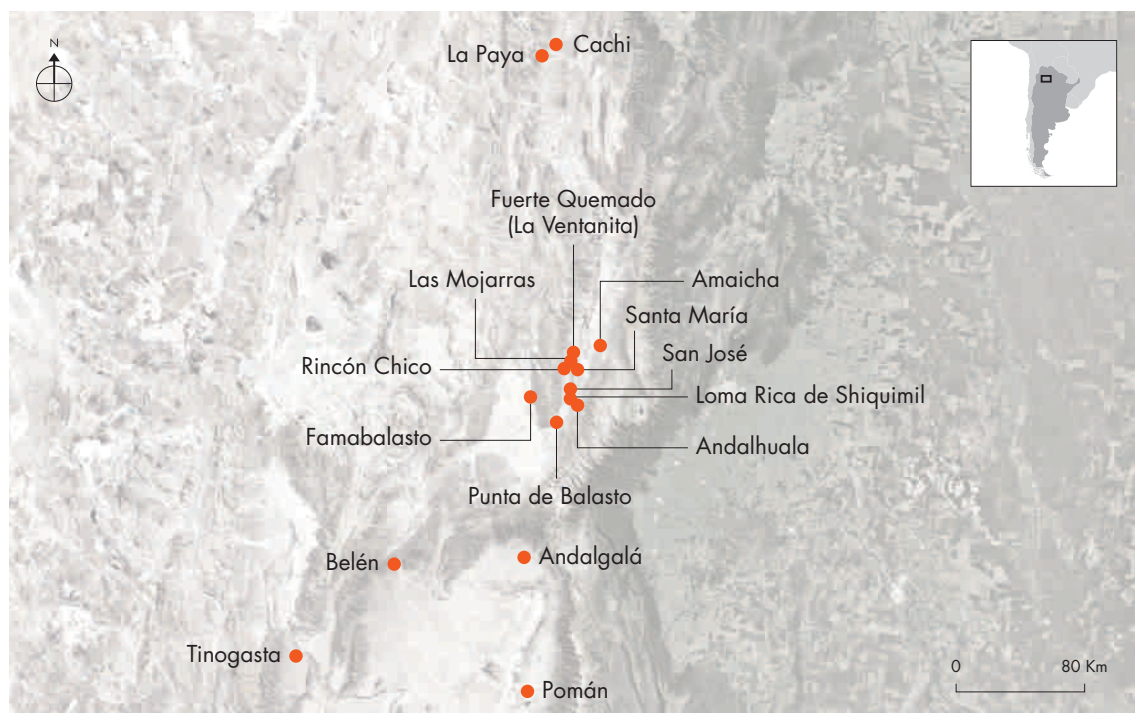 N
La Paya
Cachi
Fuerte Quemado
(La Ventanita)
Las Mojarras
Amaicha
Santa María
San José
Rincón Chico
Loma Rica de Shiquimil
Famabalasto
Andalhuala
Punta de Balasto
Belén
Andalgalá
Tinogasta
Pomán
0
80 Km